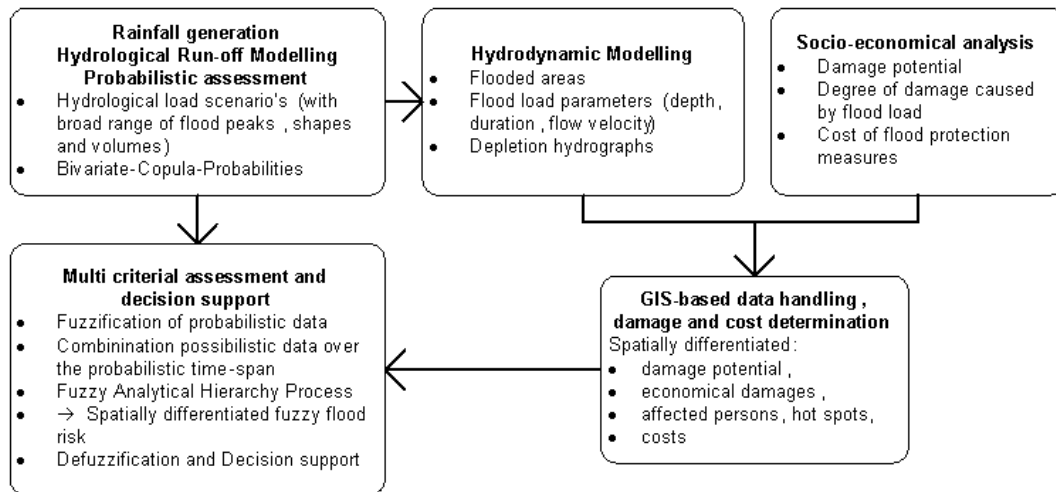 Rainfall generation
Hydrological Run-off Modelling
Probabilistic assessment
• Hydrological load scenario's (with
broad range of flood peaks , shapes
and volumes)
• Bivariate-Copula-Probabilities
Hydrodynamic Modelling
• Flooded areas
• Flood load parameters (depth,
duration , flow velocity)
• Depletion hydrographs
Socio-economical analysis
• Damage potential
• Degree of damage caused
by flood load
• Cost of flood protection
measures
Multi criterial assessment and
decision support
• Fuzzification of probabilistic data
• Combinination possibilistic data over
the probabilistic time-span
• Fuzzy Analytical Hierarchy Process
• → Spatially differentiated fuzzy flood
risk
• Defuzzification and Decision support
GIS-based data handling ,
damage and cost determination
Spatially differentiated:
• damage potential ,
• economical damages ,
• affected persons, hot spots,
• costs